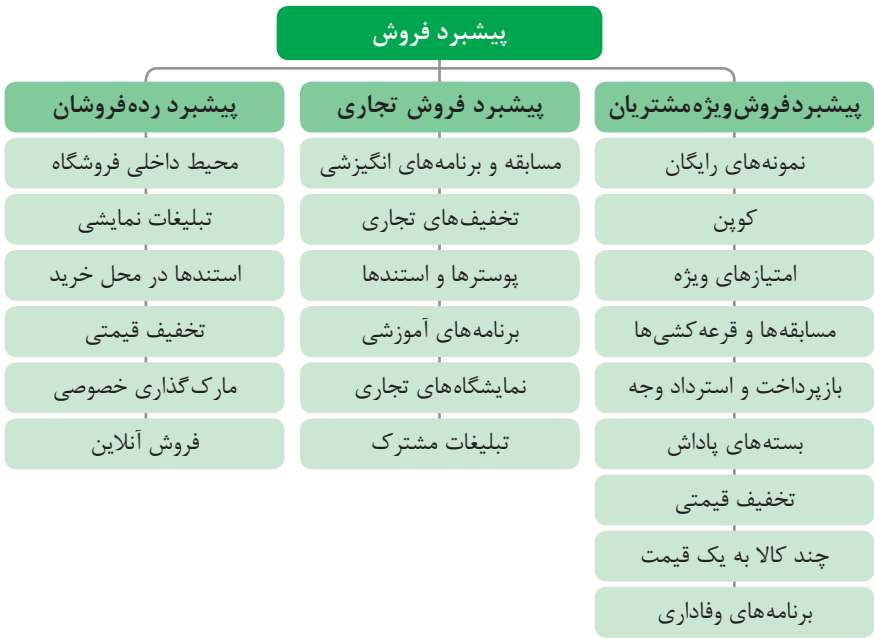 پیشبرد فروش
پیشبردفروش‌ویژه‌مشتریان
نمونه‌های رایگان
کوپن
امتیازهای ویژه
مسابقه‌ها و قرعه‌کشی‌ها
بازپرداخت و استرداد وجه
بسته‌های پاداش
تخفیف قیمتی
چند کالا به یک قیمت
برنامه‌های وفاداری
پیشبرد فروش تجاری
مسابقه و برنامه‌های انگیزشی
تخفیف‌های تجاری
پوسترها و استندها
برنامه‌های آموزشی
نمایشگاه‌های تجاری
تبلیغات مشترک
پیشبرد رده‌فروشان
محیط داخلی فروشگاه
تبلیغات نمایشی
استندها در محل خرید
تخفیف قیمتی
مارک‌گذاری خصوصی
فروش آنلاین